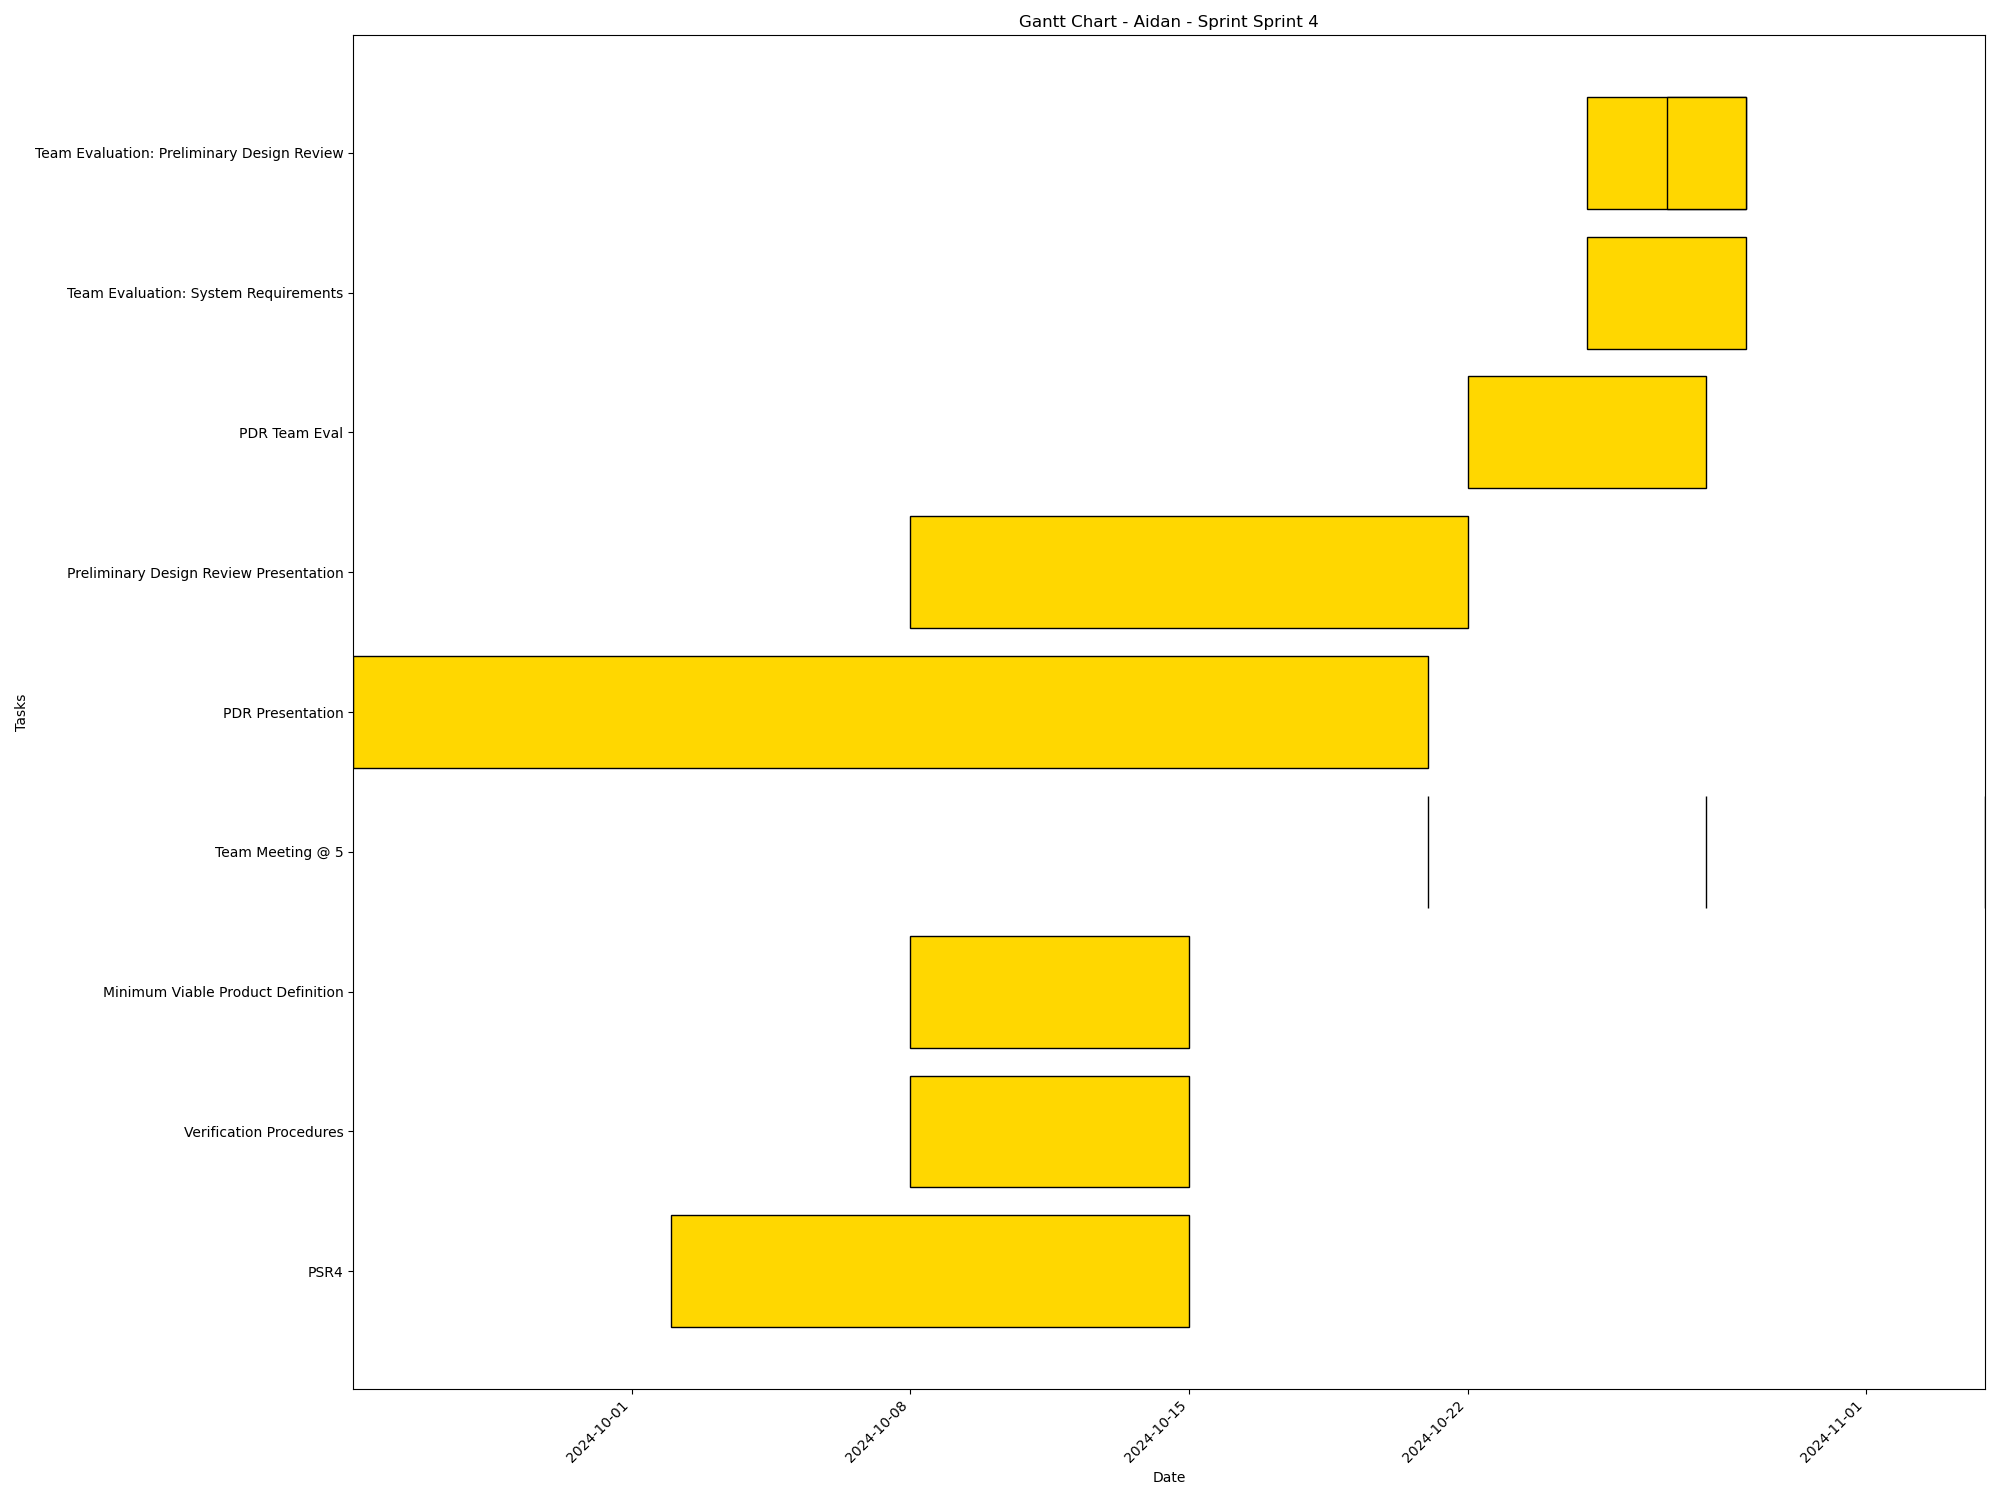 Gantt Chart - Aidan - Sprint Sprint 4
Team Evaluation: Preliminary Design Review
Team Evaluation: System Requirements
PDR Team Eval
Preliminary Design Review Presentation
PDR Presentation
Team Meeting @ 5
Minimum Viable Product Definition
Verification Procedures
PSR4
Tasks
2024-10-01
2024-10-08
2024-10-15
2024-10-22
2024-11-01
Date